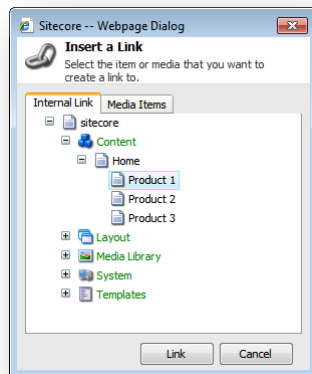 Sitecore -- Webpage Dialog
Insert a Link
Select the item or media that you want to
create a link to.
Internal Link Media Items
sitecore
Content
Home
Product 1
Product 2
Product 3
Layout
Media Library
System
Templates
Link Cancel